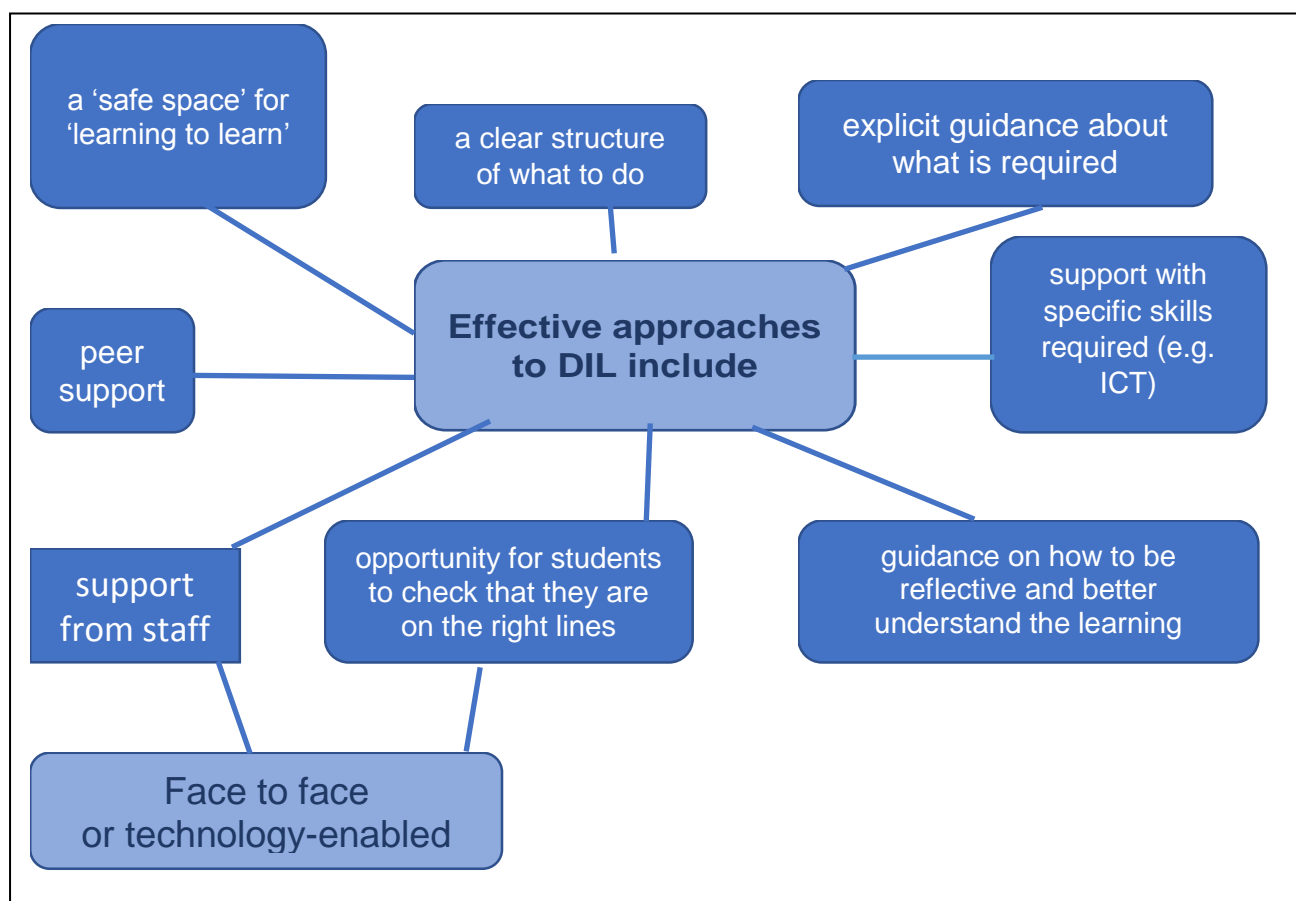 a ‘safe space’ for
‘learning to learn’
a clear structure
of what to do
explicit guidance about
what is required
Effective approaches
to DIL include
support with
specific skills
required (e.g.
ICT)
peer
support
support
from staff
opportunity for students
to check that they are
on the right lines
guidance on how to be
reflective and better
understand the learning
Face to face
or technology-enabled